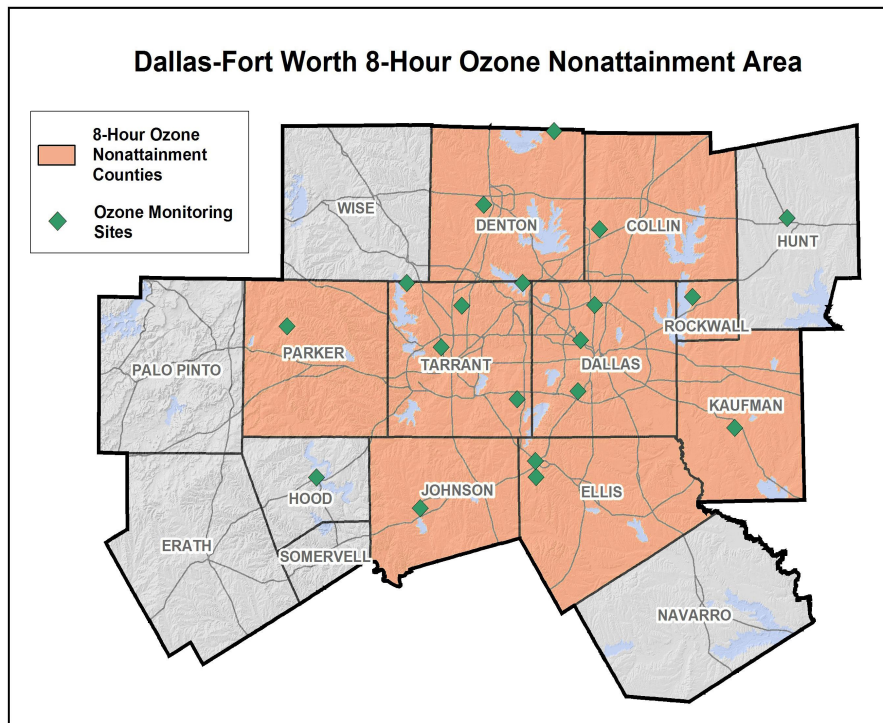 Dallas-Fort Worth 8-Hour Ozone Nonattainment Area
8-Hour Ozone
Nonattainment
Counties
Ozone Monitoring
Sites
WISE
DENTON
COLLIN
HUNT
PALO PINTO
PARKER
TARRANT
DALLAS
ROCKWALL
KAUFMAN
HOOD
JOHNSON
ELLIS
ERATH
SOMERVELL
NAVARRO